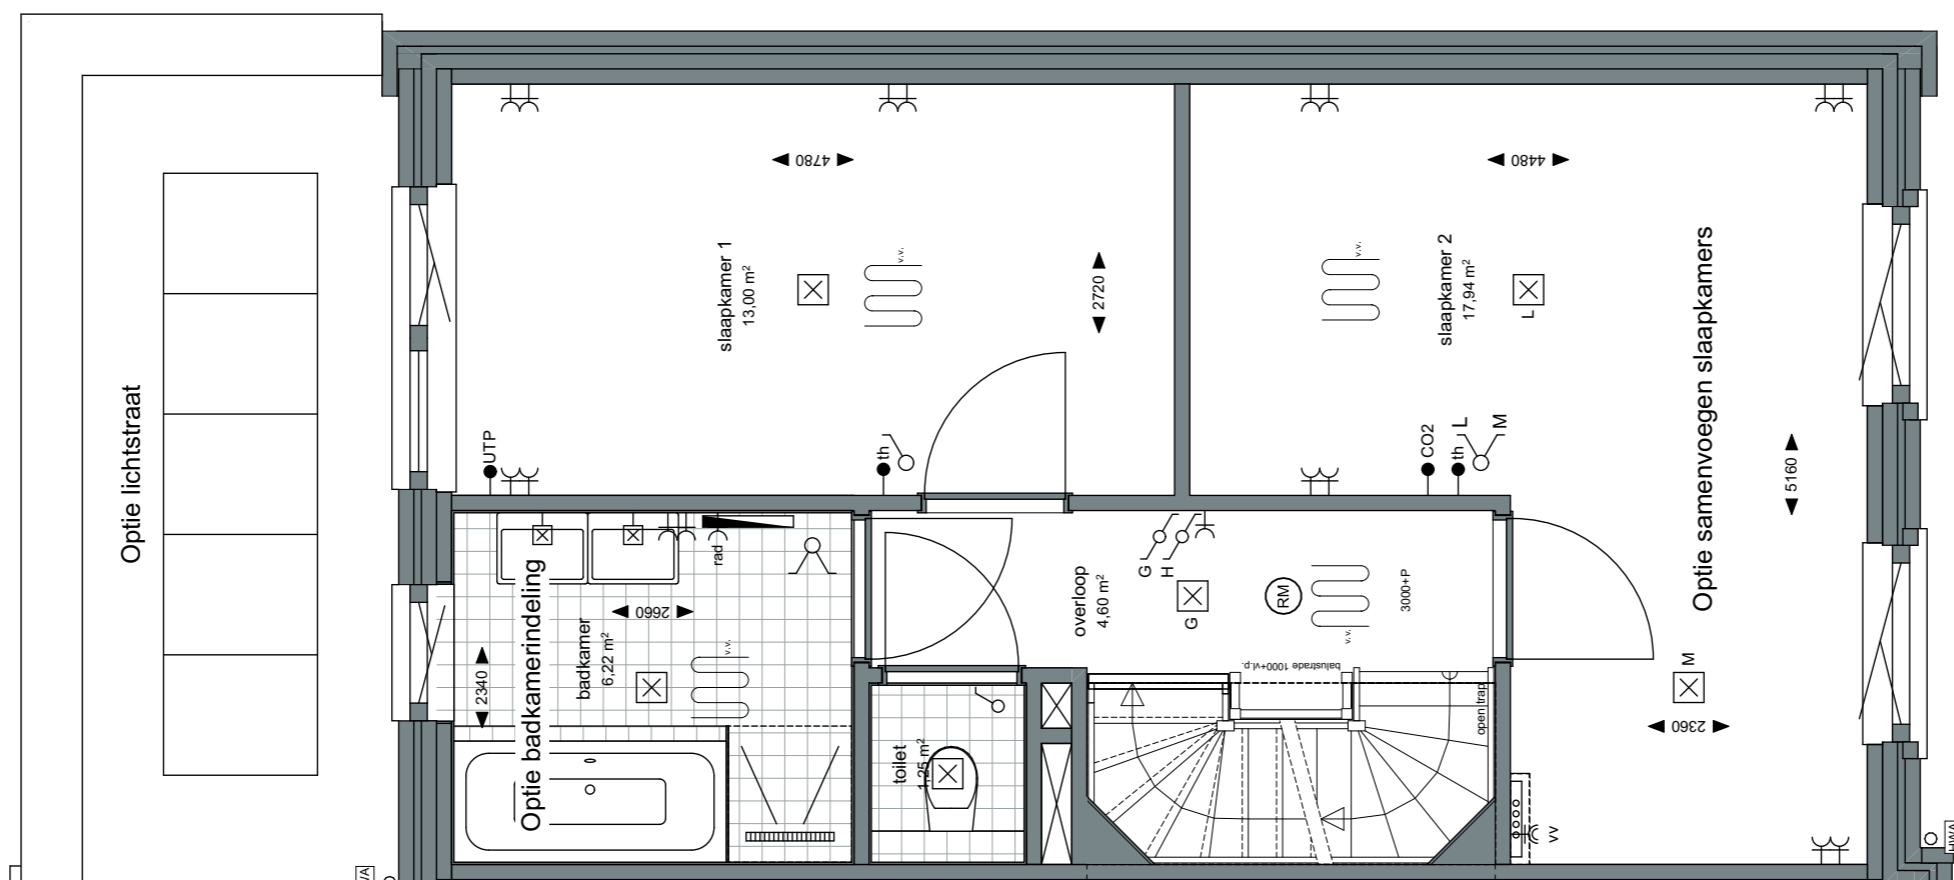 Optie lichtstraat
4780
4480
slaapkamer 1
13,00 m²
v.v.
2720
slaapkamer 2
17,94 m²
v.v.
L
Optie samenvoegen slaapkamers
UTP
th
CO2
th
L
M
5160
rad
Optie badkamerindeling
2660
badkamer
6,22 m²
2340
v.v.
overloop
4,60 m²
G
H
G
RM
v.v.
3000+P
balustrade 1000+vl.p.
open trap
M
2360
toilet
1,25 m²
VV
HWA